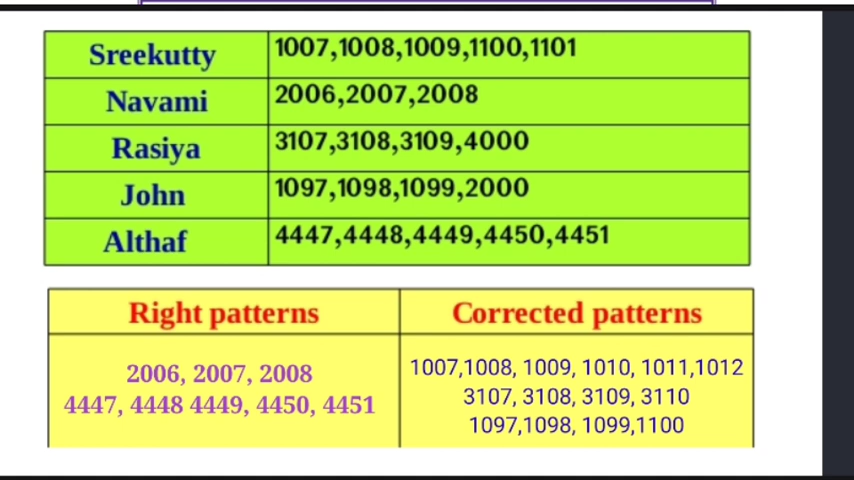 Sreekutty 1007,1008,1009,1100,1101
Navami 2006,2007,2008
Rasiya 3107,3108,3109,4000
John 1097,1098,1099,2000
Althaf 4447,4448,4449,4450,4451
Right patterns Corrected patterns
2006, 2007, 2008
4447, 4448 4449, 4450, 4451
1007,1008, 1009, 1010, 1011,1012
3107, 3108, 3109, 3110
1097,1098, 1099,1100